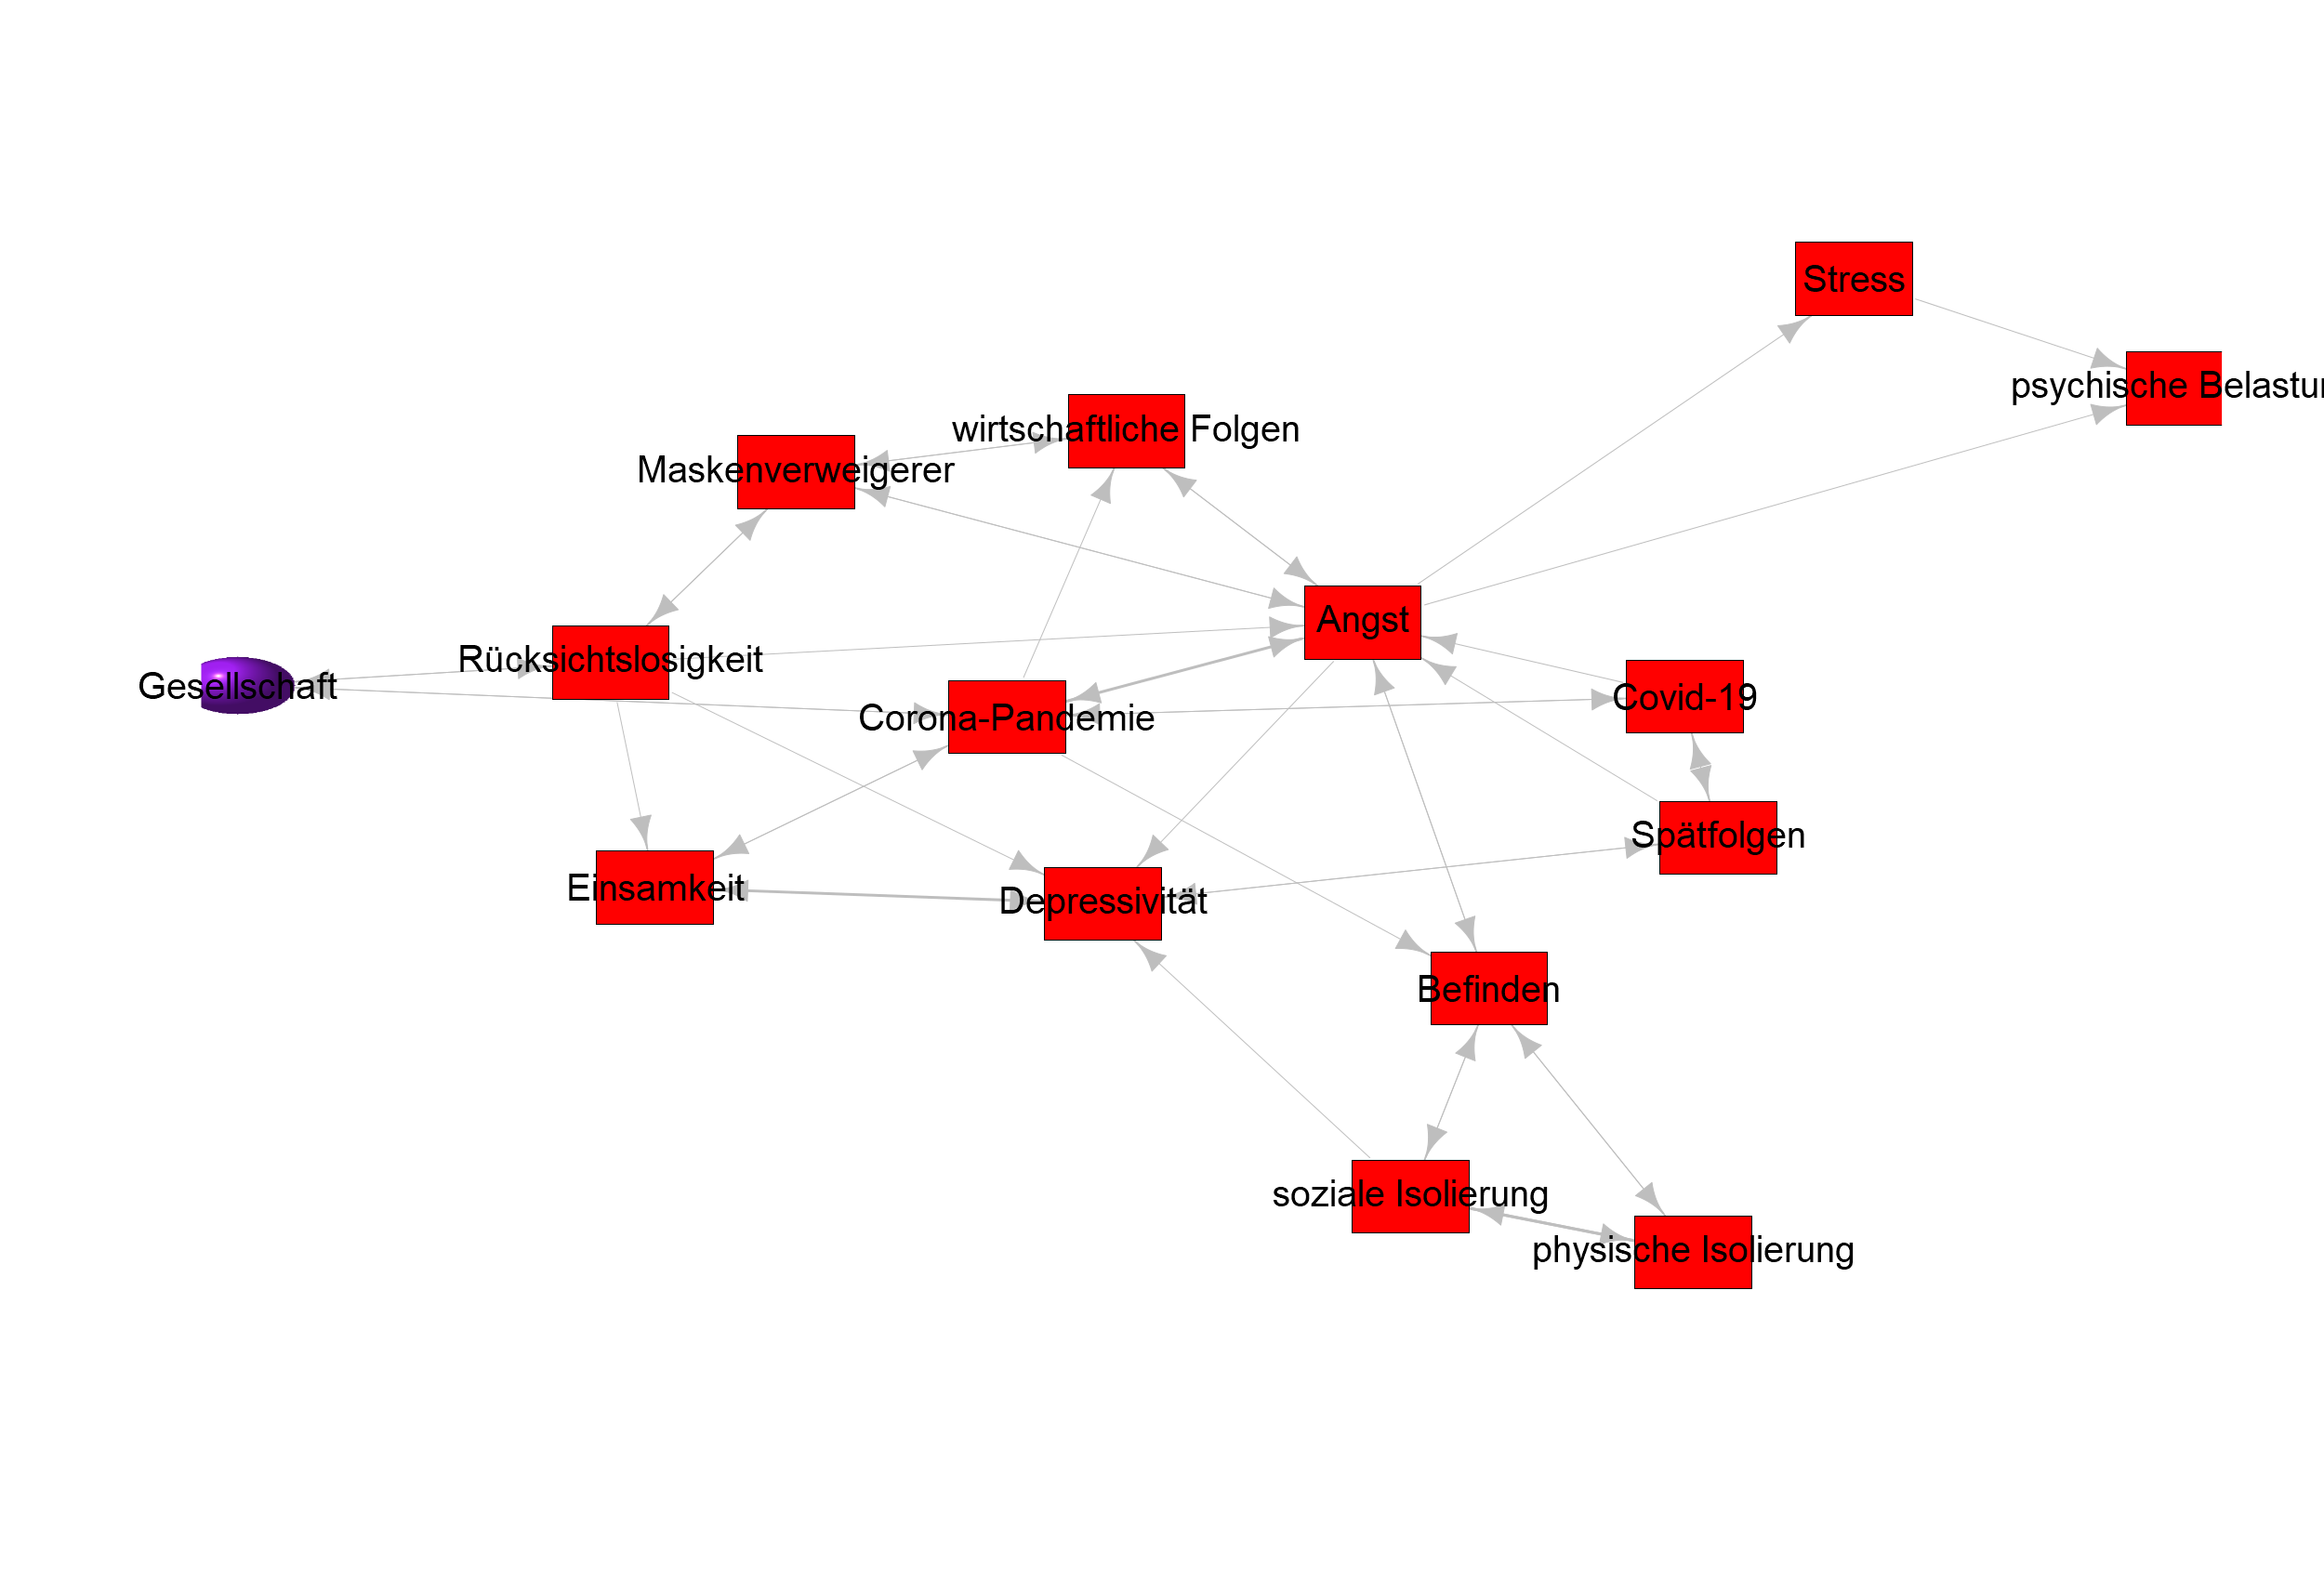 Stress
psychische Belastu
wirtschaftliche Folgen
Maskenverweigerer
Angst
Rücksichtslosigkeit
Gesellschaft
Covid-19
Corona-Pandemie
Spätfolgen
Einsamkeit
Depressivität
Befinden
soziale Isolierung
physische Isolierung